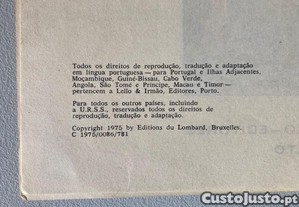 Todos os direitos de reprodução, tradução e adaptação
em língua portuguesa — para Portugal e Ilhas Adjacentes,
Moçambique, Guiné-Bissau, Cabo Verde,
Angola, São Tomé e Príncipe, Macau e Timor —
pertencem a Lello & Irmão, Editores, Porto.
Para todos os outros países, incluindo
a U.R.S.S., reservados todos os direitos de
reprodução, tradução e adaptação.
Copyright 1975 by Editions du Lombard, Bruxelles.
C 1975/0086/781
CustoJusto.pt